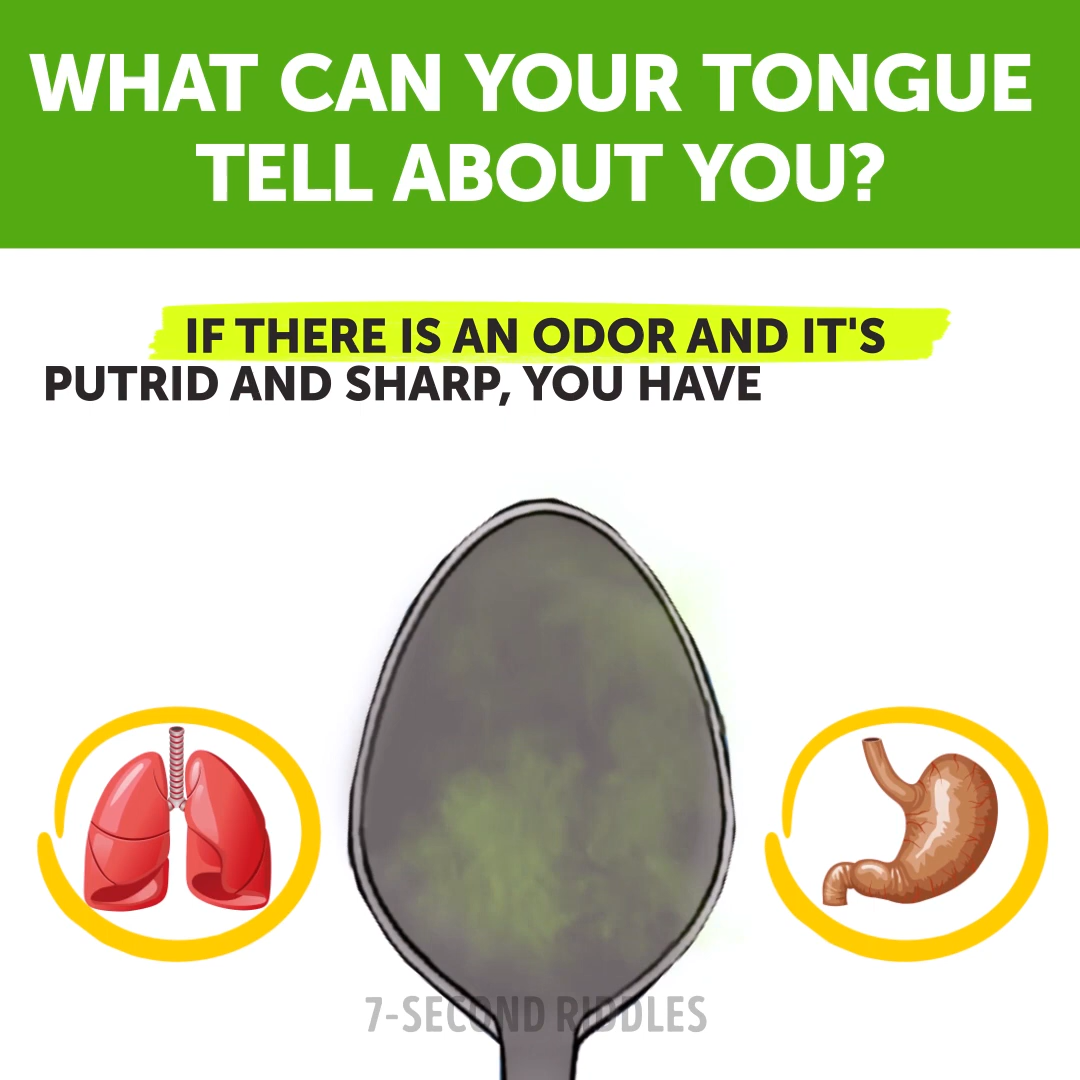 WHAT CAN YOUR TONGUE
TELL ABOUT YOU?
IF THERE IS AN ODOR AND IT'S
PUTRID AND SHARP, YOU HAVE
7-SECOND RIDDLES